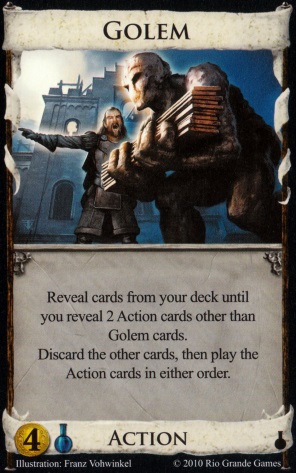 GOLEM
Reveal cards from your deck until
you reveal 2 Action cards other than
Golem cards.
Discard the other cards, then play the
Action cards in either order.
4
ACTION
Illustration: Franz Vohwinkel
© 2010 Rio Grande Games